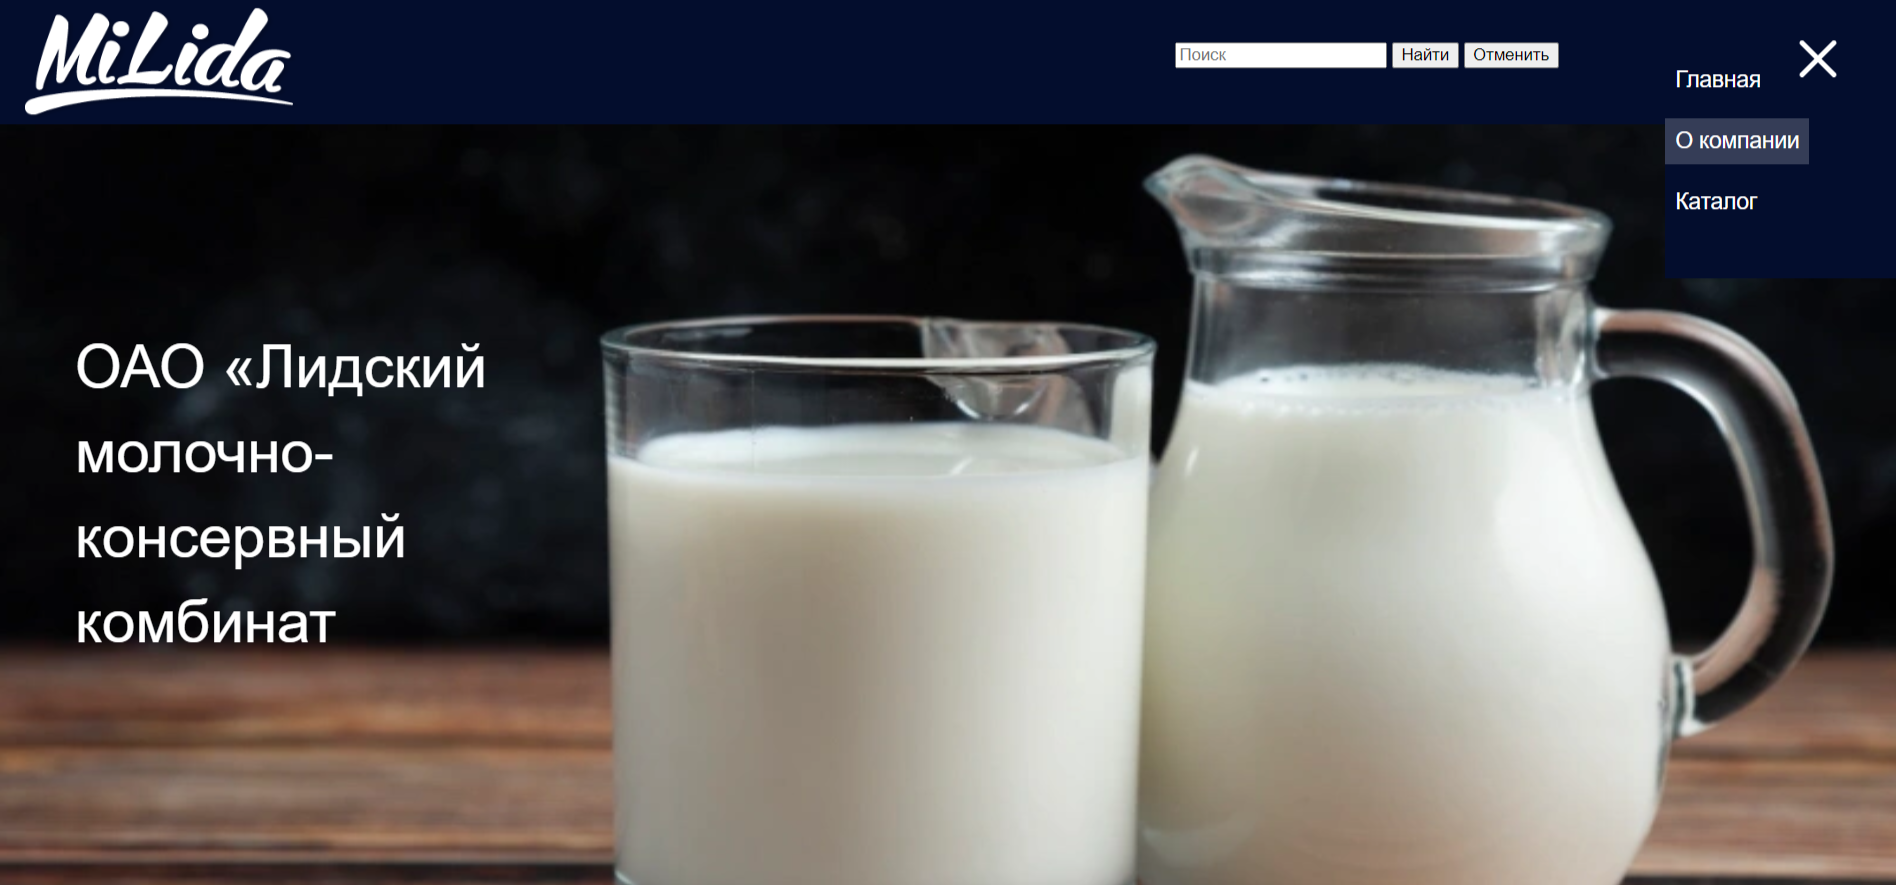 MiLida
Поиск Найти Отменить
Главная
О компании
Каталог
ОАО «Лидский
молочно-
консервный
комбинат